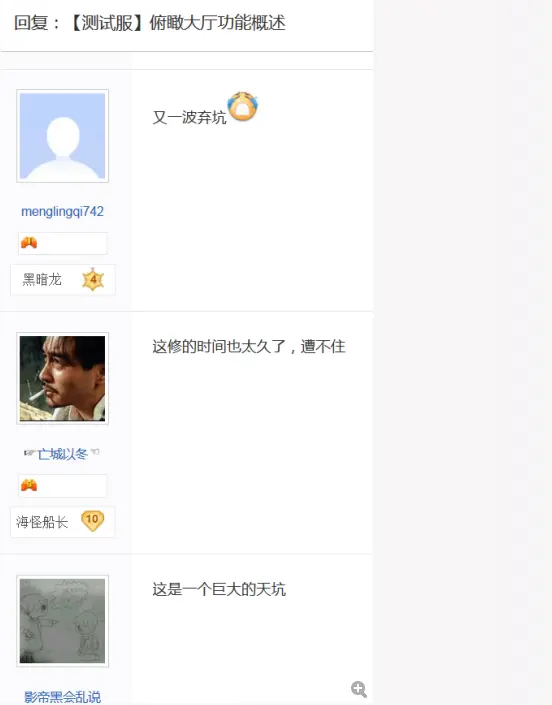 回复：【测试服】俯瞰大厅功能概述
又一波弃坑
menglingqi742
黑暗龙 4
这修的时间也太久了，遭不住
☞亡城以冬☜
海怪船长 10
这是一个巨大的天坑
影帝黑会乱说